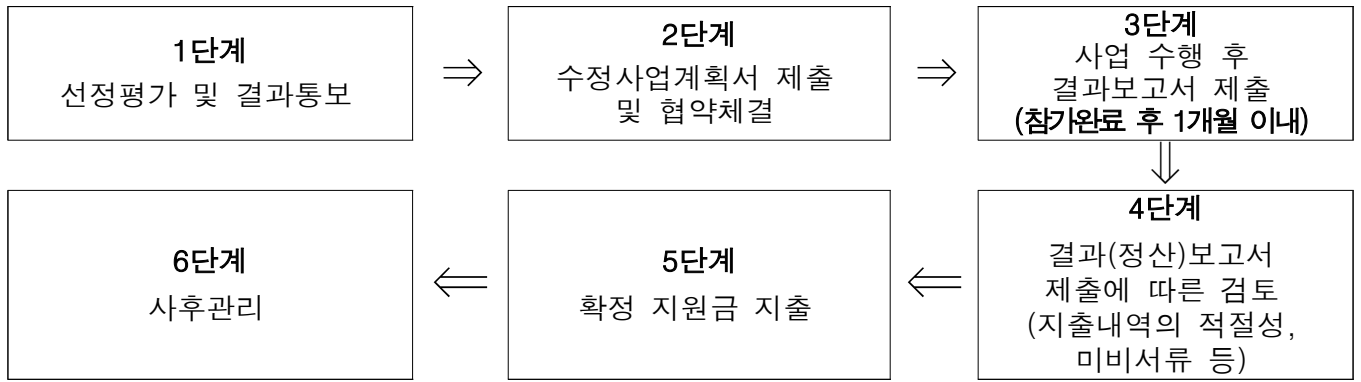 1단계
선정평가 및 결과통보
⇒
2단계
수정사업계획서 제출
및 협약체결
⇒
3단계
사업 수행 후
결과보고서 제출
(참가완료 후 1개월 이내)
⇓
4단계
결과(정산)보고서
제출에 따른 검토
(지출내역의 적절성,
미비서류 등)
⇐
5단계
확정 지원금 지출
⇐
6단계
사후관리